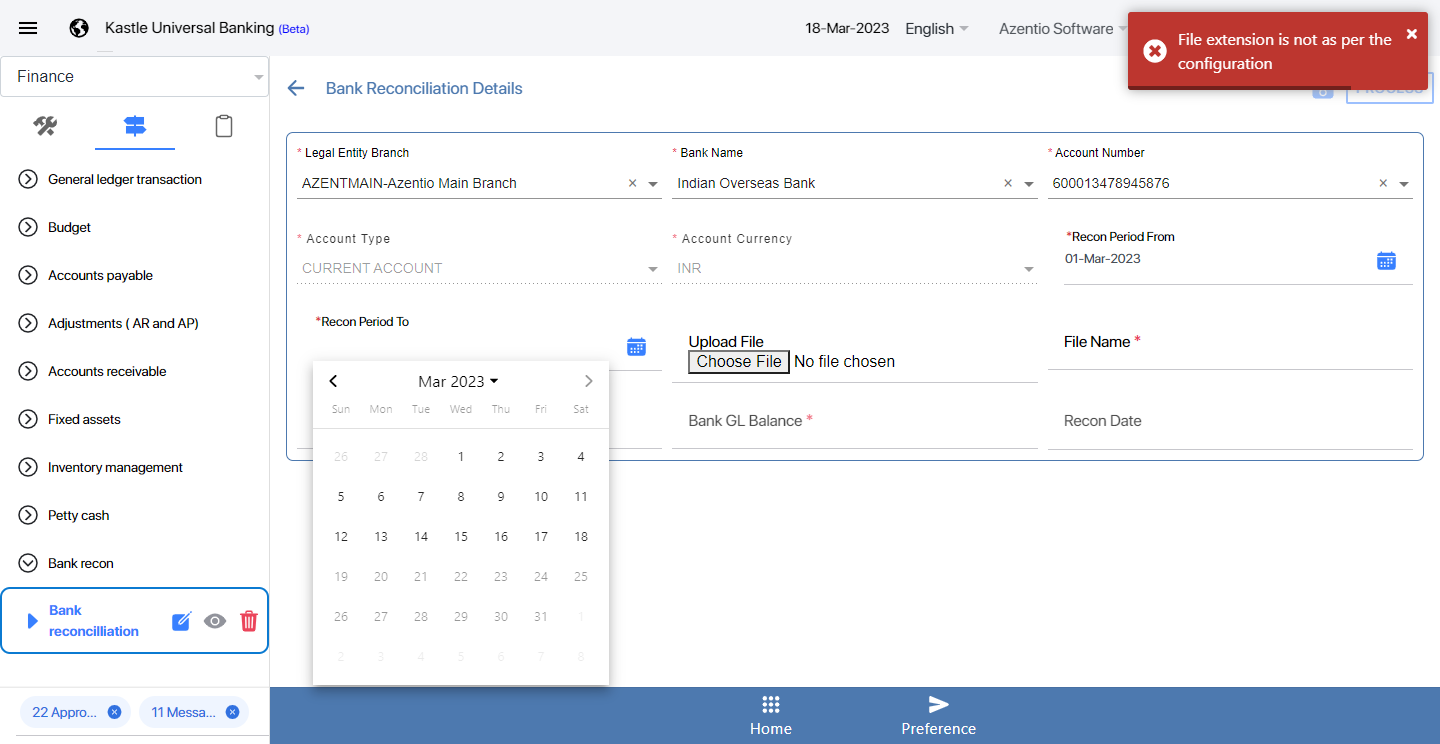 Kastle Universal Banking (Beta)
18-Mar-2023
English
Azentio Software
File extension is not as per the
configuration
Finance
Bank Reconciliation Details
PROCESS
General ledger transaction
Budget
Accounts payable
Adjustments ( AR and AP)
Accounts receivable
Fixed assets
Inventory management
Petty cash
Bank recon
Bank
reconcilliation
22 Appro...
11 Messa...
* Legal Entity Branch
AZENTMAIN-Azentio Main Branch
* Bank Name
Indian Overseas Bank
* Account Number
600013478945876
* Account Type
CURRENT ACCOUNT
* Account Currency
INR
*Recon Period From
01-Mar-2023
*Recon Period To
Upload File
Choose File No file chosen
File Name *
Bank GL Balance *
Recon Date
Mar 2023
Sun Mon Tue Wed Thu Fri Sat
26 27 28 1 2 3 4
5 6 7 8 9 10 11
12 13 14 15 16 17 18
19 20 21 22 23 24 25
26 27 28 29 30 31 1
2 3 4 5 6 7 8
Home
Preference